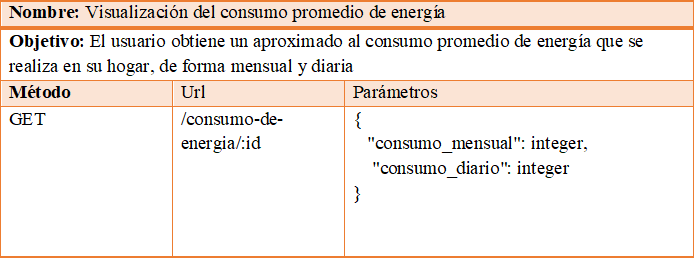 Nombre: Visualización del consumo promedio de energía
Objetivo: El usuario obtiene un aproximado al consumo promedio de energía que se
realiza en su hogar, de forma mensual y diaria
Método Url Parámetros
GET /consumo-de- {
energia/:id "consumo_mensual": integer,
"consumo_diario": integer
}